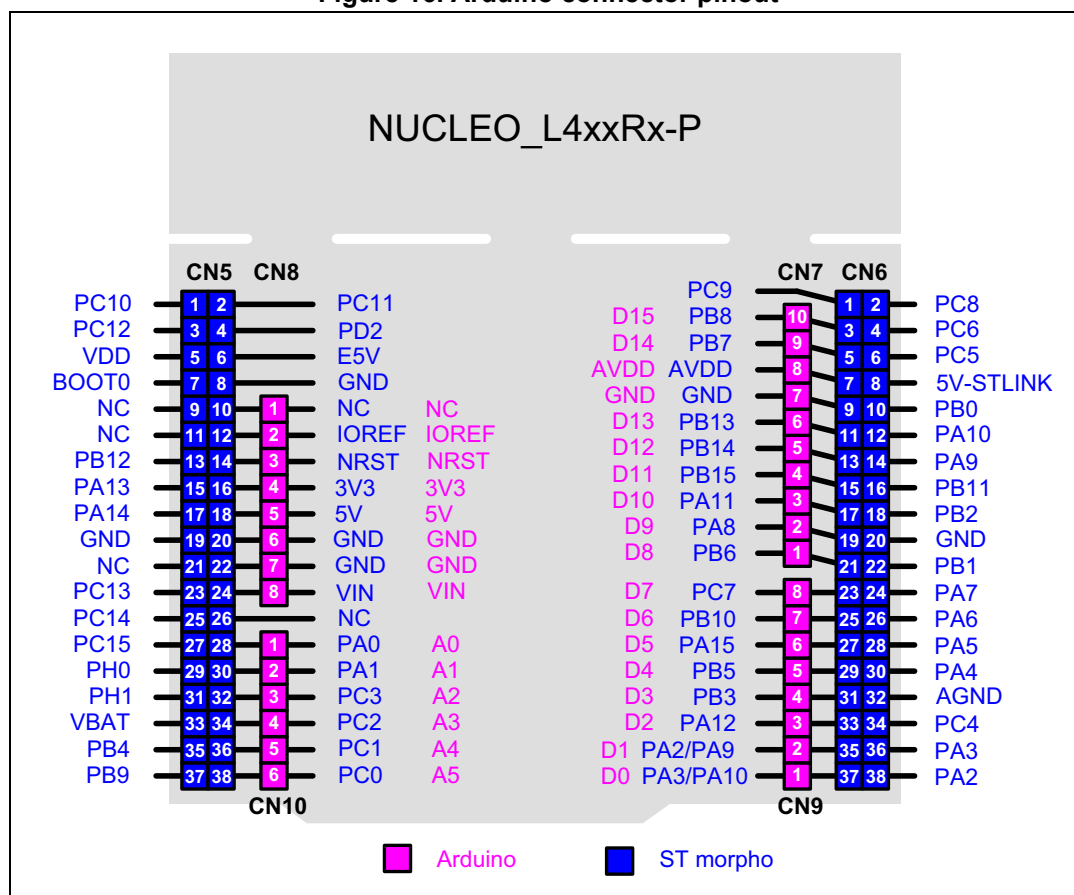 Figure Arduino connector pinout
NUCLEO_L4xxRx-P
CN5 CN8 CN7 CN6
PC9
PC10 1 2 PC11 1 2 PC8
D15 PB8 10
PC12 3 4 PD2 3 4 PC6
D14 PB7 9
VDD 5 6 E5V 5 6 PC5
AVDD AVDD 8
BOOT0 7 8 GND 7 8 5V-STLINK
GND GND 7
NC 9 10 1 NC NC 9 10 PB0
D13 PB13 6
NC 11 12 2 IOREF IOREF 11 12 PA10
D12 PB14 5
PB12 13 14 3 NRST NRST 13 14 PA9
D11 PB15 4
PA13 15 16 4 3V3 3V3 15 16 PB11
D10 PA11 3
PA14 17 18 5 5V 5V 17 18 PB2
D9 PA8 2
GND 19 20 6 GND GND 19 20 GND
D8 PB6 1
NC 21 22 7 GND GND 21 22 PB1
PC13 23 24 8 VIN VIN D7 PC7 8 23 24 PA7
PC14 25 26 NC D6 PB10 7 25 26 PA6
PC15 27 28 1 PA0 A0 D5 PA15 6 27 28 PA5
PH0 29 30 2 PA1 A1 D4 PB5 5 29 30 PA4
PH1 31 32 3 PC3 A2 D3 PB3 4 31 32 AGND
VBAT 33 34 4 PC2 A3 D2 PA12 3 33 34 PC4
PB4 35 36 5 PC1 A4 D1 PA2/PA9 2 35 36 PA3
PB9 37 38 6 PC0 A5 D0 PA3/PA10 1 37 38 PA2
CN10 CN9
Arduino ST morpho